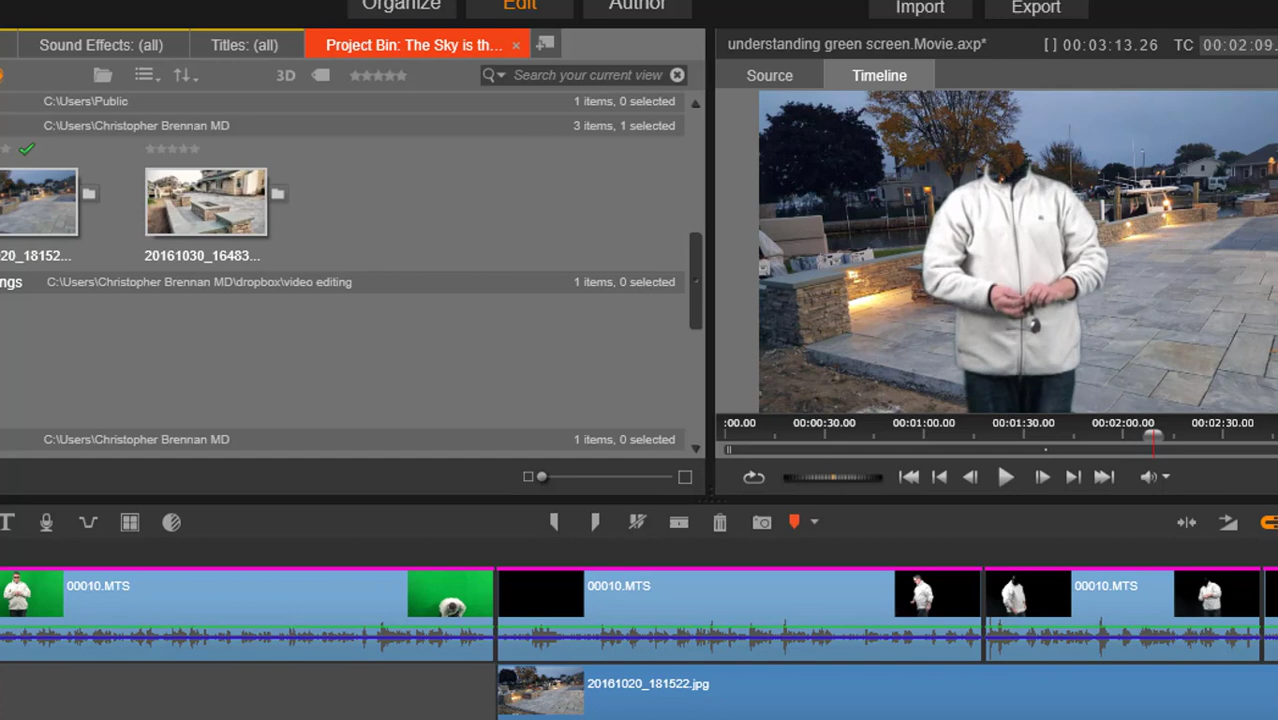 Organize Edit Author Import Export
Sound Effects: (all) Titles: (all) Project Bin: The Sky is th... ×
understanding green screen.Movie.axp* [ ] 00:03:13.26 TC 00:02:09.
3D Search your current view
Source Timeline
C:\Users\Public 1 items, 0 selected
C:\Users\Christopher Brennan MD 3 items, 1 selected
20_18152... 20161030_16483...
ngs C:\Users\Christopher Brennan MD\dropbox\video editing 1 items, 0 selected
C:\Users\Christopher Brennan MD 1 items, 0 selected
:00.00 00:00:30.00 00:01:00.00 00:01:30.00 00:02:00.00 00:02:30.00
T
00010.MTS 00010.MTS 00010.MTS
20161020_181522.jpg